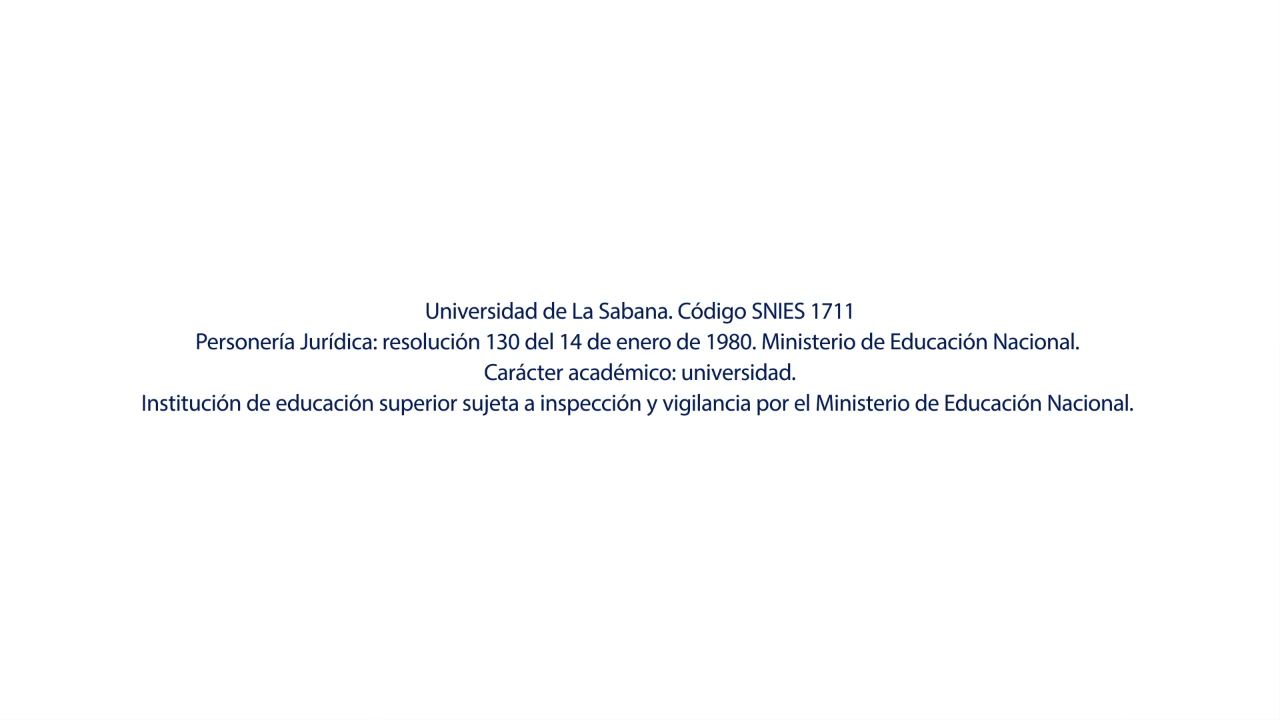 Universidad de La Sabana. Código SNIES 1711
Personería Jurídica: resolución 130 del 14 de enero de 1980. Ministerio de Educación Nacional.
Carácter académico: universidad.
Institución de educación superior sujeta a inspección y vigilancia por el Ministerio de Educación Nacional.